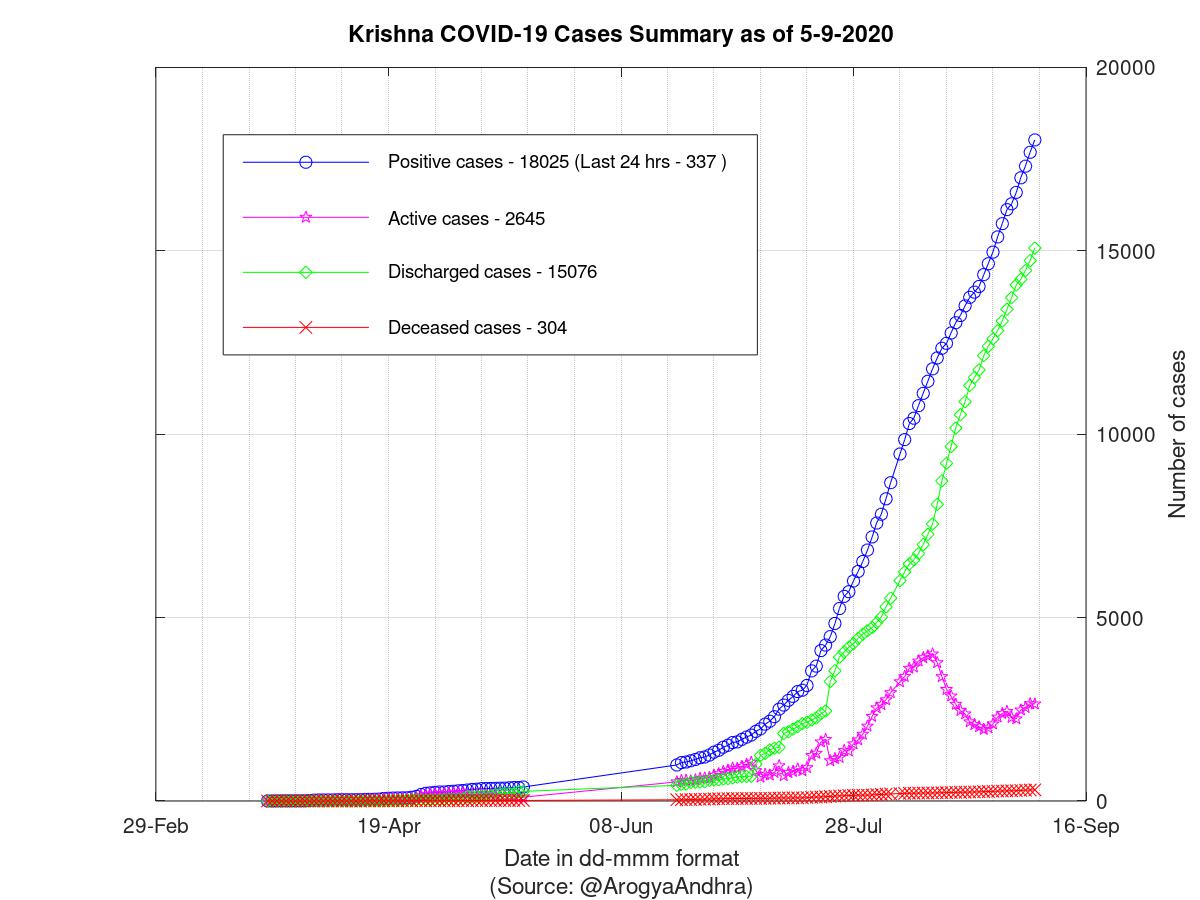 Krishna COVID-19 Cases Summary as of 5-9-2020
20000
Positive cases - 18025 (Last 24 hrs - 337 )
Active cases - 2645
15000
Discharged cases - 15076
Deceased cases - 304
Number of cases
10000
5000
0
29-Feb 19-Apr 08-Jun 28-Jul 16-Sep
Date in dd-mmm format
(Source: @ArogyaAndhra)